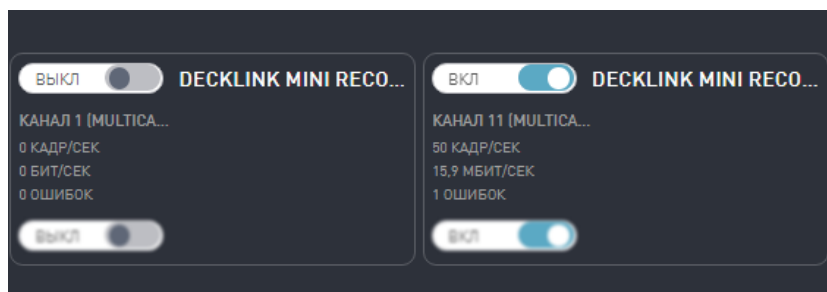 ВЫКЛ DECKLINK MINI RECO...
КАНАЛ 1 (MULTICA...
0 КАДР/СЕК
0 БИТ/СЕК
0 ОШИБОК
ВЫКЛ
ВКЛ DECKLINK MINI RECO...
КАНАЛ 11 (MULTICA...
50 КАДР/СЕК
15,9 МБИТ/СЕК
1 ОШИБОК
ВКЛ